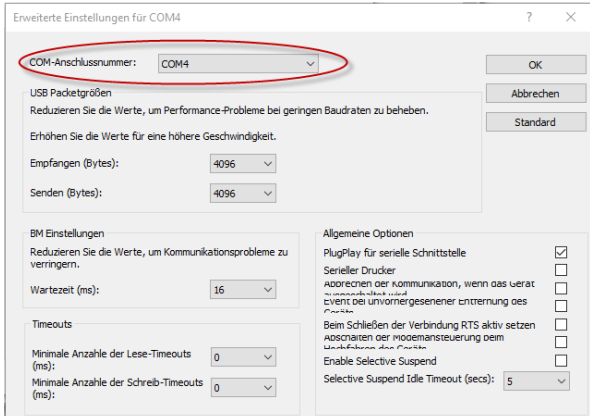 Erweiterte Einstellungen für COM4
?
COM-Anschlussnummer: COM4
OK
Abbrechen
Standard
USB Packetgrößen
Reduzieren Sie die Werte, um Performance-Probleme bei geringen Baudraten zu beheben.
Erhöhen Sie die Werte für eine höhere Geschwindigkeit.
Empfangen (Bytes): 4096
Senden (Bytes): 4096
BM Einstellungen
Reduzieren Sie die Werte, um Kommunikationsprobleme zu
verringern.
Wartezeit (ms): 16
Timeouts
Minimale Anzahle der Lese-Timeouts
(ms): 0
Minimale Anzahle der Schreib-Timeouts
(ms): 0
Allgemeine Optionen
PlugPlay für serielle Schnittstelle
Serieller Drucker
Abbrechen der Kommunikation, wenn das Gerät
ausgeschaltet wird
Event bei unvorhergesehener Entfernung des
Geräts
Beim Schließen der Verbindung RTS aktiv setzen
Abschalten der Modemansteuerung beim
Hochfahren des Geräts
Enable Selective Suspend
Selective Suspend Idle Timeout (secs): 5